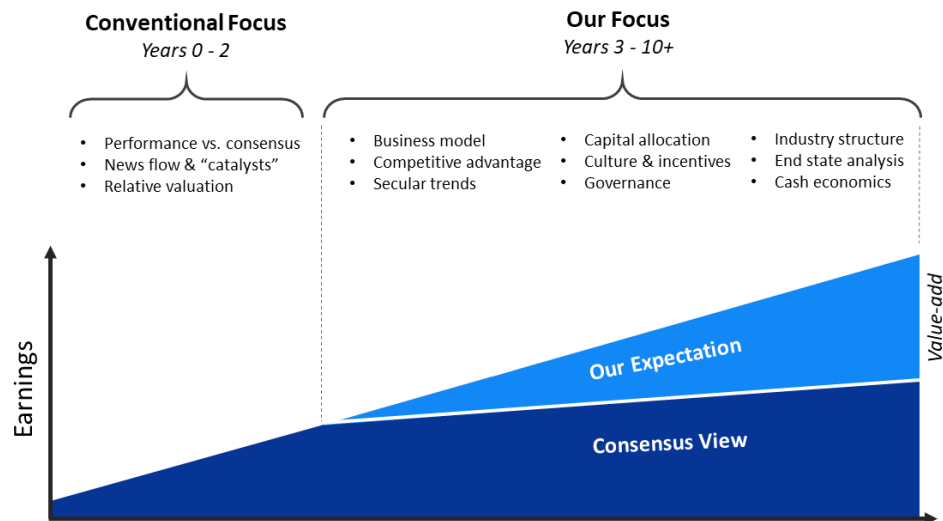 Conventional Focus
Years 0 - 2
Our Focus
Years 3 - 10+
• Performance vs. consensus
• News flow & “catalysts”
• Relative valuation
• Business model
• Competitive advantage
• Secular trends
• Capital allocation
• Culture & incentives
• Governance
• Industry structure
• End state analysis
• Cash economics
Earnings
Our Expectation
Consensus View
Value-add